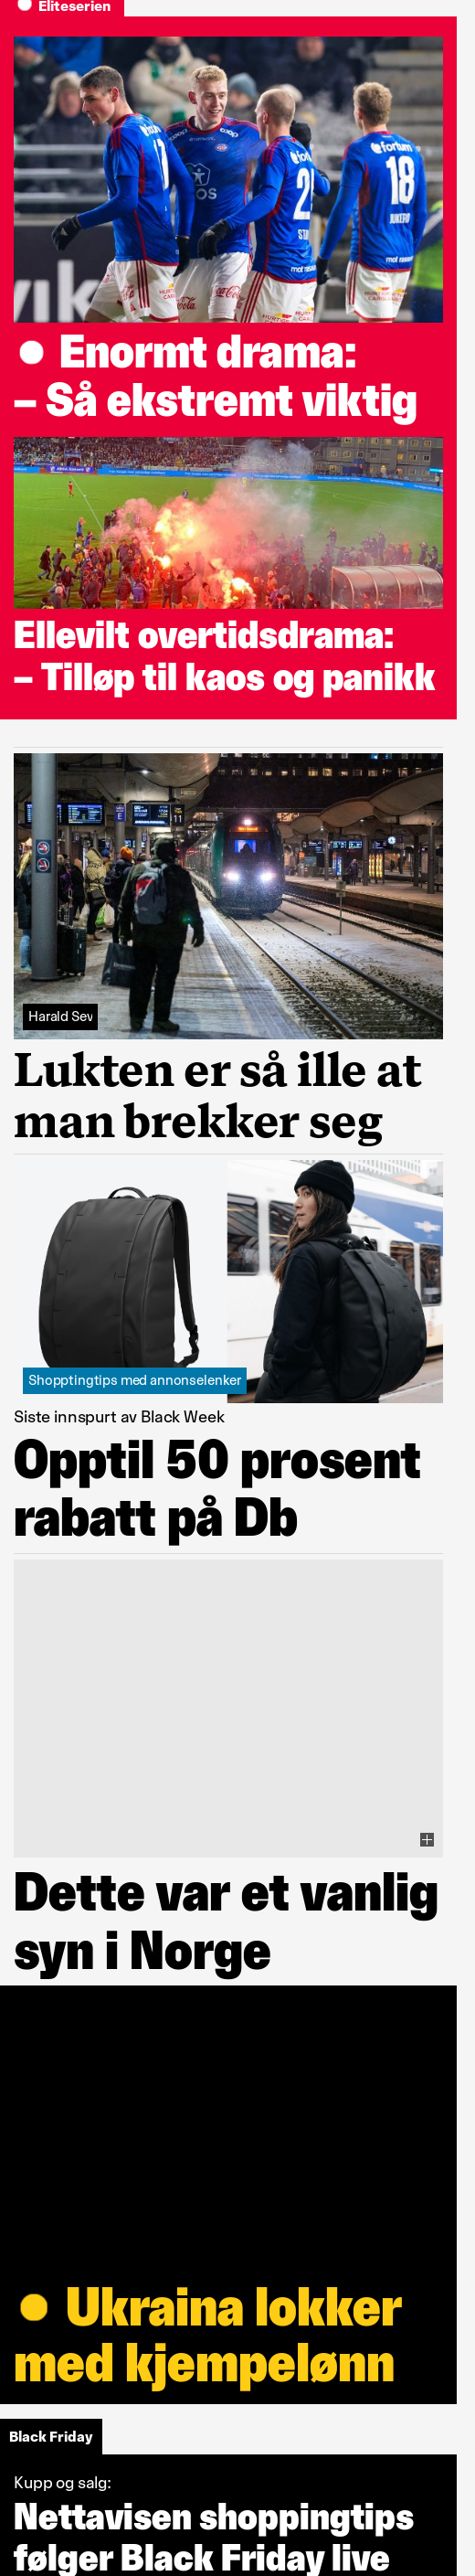 Eliteserien
fortum
18
Enormt drama:
– Så ekstremt viktig
Ellevilt overtidsdrama:
– Tilløp til kaos og panikk
Harald Sev
Lukten er så ille at
man brekker seg
Shopptingtips med annonselenker
Siste innspurt av Black Week
Opptil 50 prosent
rabatt på Db
Dette var et vanlig
syn i Norge
Ukraina lokker
med kjempelønn
Black Friday
Kupp og salg:
Nettavisen shoppingtips
følger Black Friday live